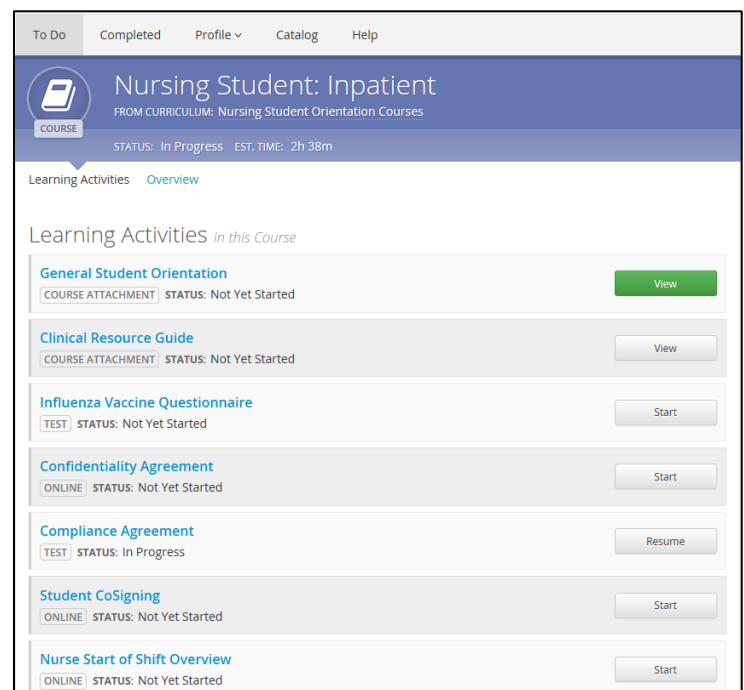 To Do Completed Profile Catalog Help
Nursing Student: Inpatient
FROM CURRICULUM: Nursing Student Orientation Courses
COURSE
STATUS: In Progress EST. TIME: 2h 38m
Learning Activities Overview
Learning Activities in this Course
General Student Orientation
COURSE ATTACHMENT STATUS: Not Yet Started
View
Clinical Resource Guide
COURSE ATTACHMENT STATUS: Not Yet Started
View
Influenza Vaccine Questionnaire
TEST STATUS: Not Yet Started
Start
Confidentiality Agreement
ONLINE STATUS: Not Yet Started
Start
Compliance Agreement
TEST STATUS: In Progress
Resume
Student CoSigning
ONLINE STATUS: Not Yet Started
Start
Nurse Start of Shift Overview
ONLINE STATUS: Not Yet Started
Start